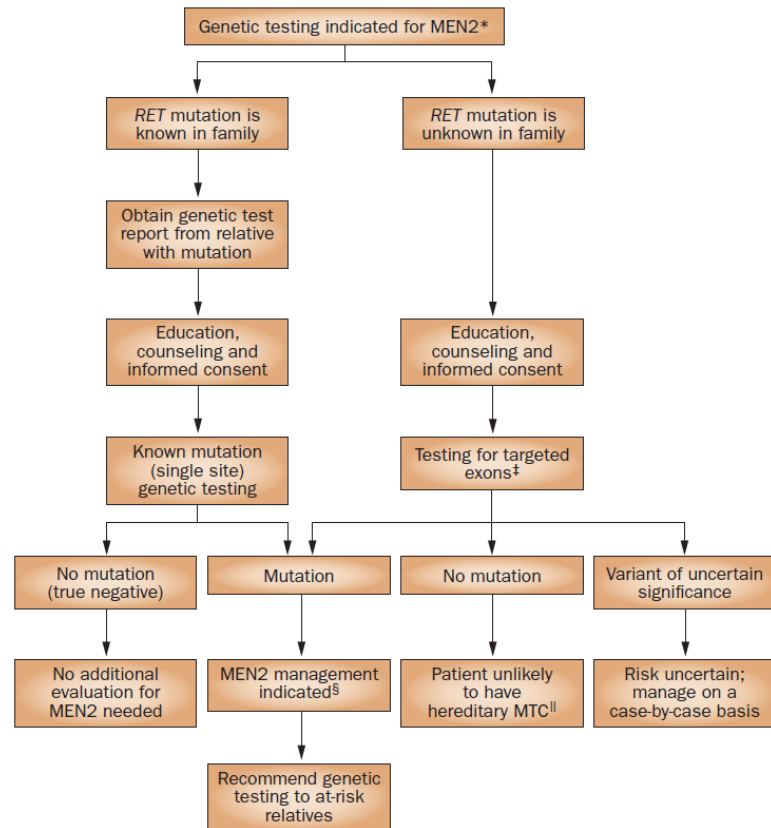 Genetic testing indicated for MEN2*
RET mutation is
known in family
RET mutation is
unknown in family
Obtain genetic test
report from relative
with mutation
Education,
counseling and
informed consent
Education,
counseling and
informed consent
Known mutation
(single site)
genetic testing
Testing for targeted
exons‡
No mutation
(true negative)
Mutation
No mutation
Variant of uncertain
significance
No additional
evaluation for
MEN2 needed
MEN2 management
indicated§
Patient unlikely
to have
hereditary MTC||
Risk uncertain;
manage on a
case-by-case basis
Recommend genetic
testing to at-risk
relatives